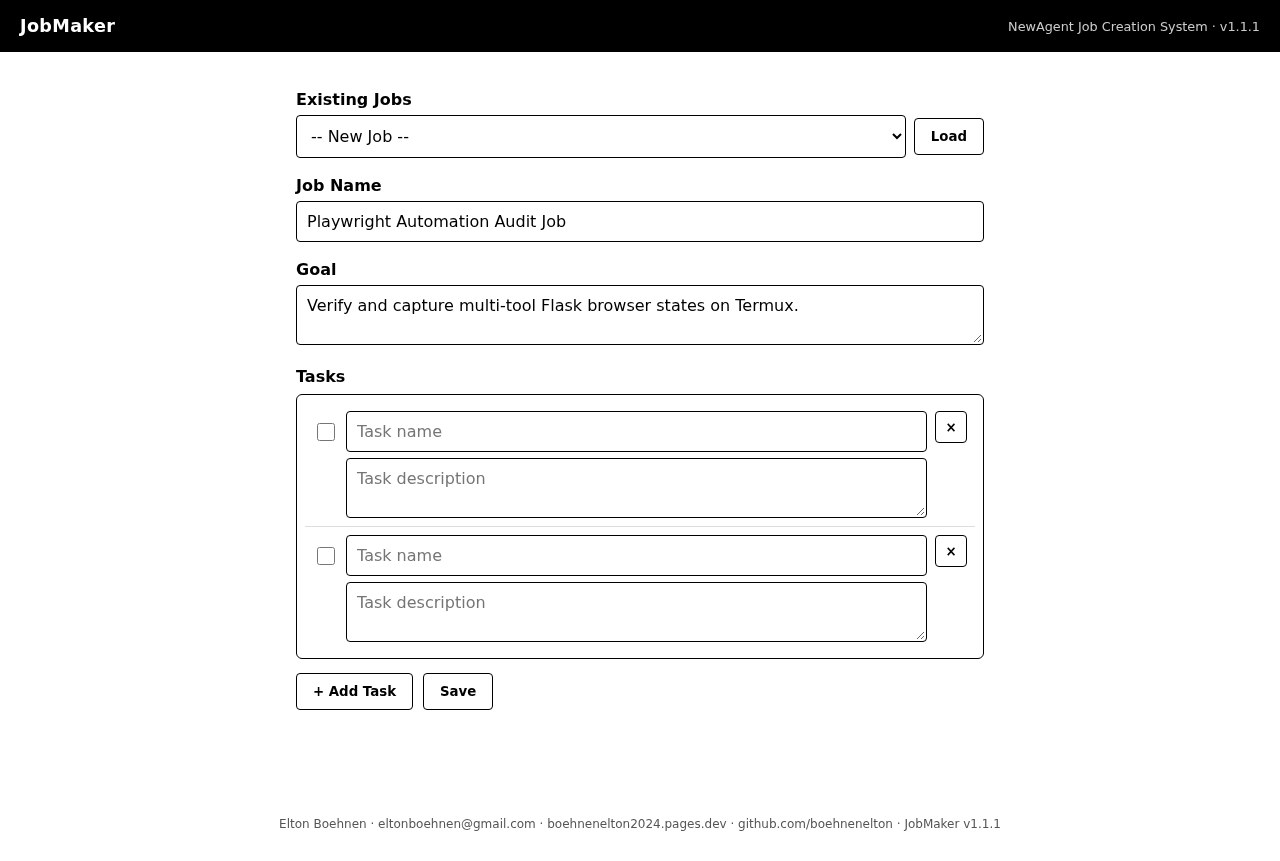 JobMaker
NewAgent Job Creation System · v1.1.1
Existing Jobs
-- New Job --
Load
Job Name
Playwright Automation Audit Job
Goal
Verify and capture multi-tool Flask browser states on Termux.
Tasks
Task name
×
Task description
Task name
×
Task description
+ Add Task
Save
Elton Boehnen · eltonboehnen@gmail.com · boehnenelton2024.pages.dev · github.com/boehnenelton · JobMaker v1.1.1